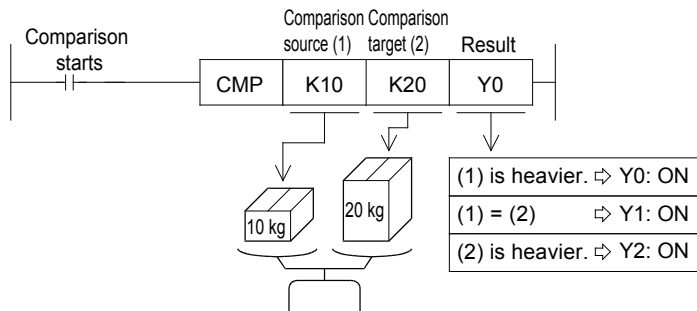 Comparison
starts
Comparison
source (1)
Comparison
target (2)
Result
CMP
K10
K20
Y0
10 kg
20 kg
(1) is heavier. ⇨ Y0: ON
(1) = (2) ⇨ Y1: ON
(2) is heavier. ⇨ Y2: ON